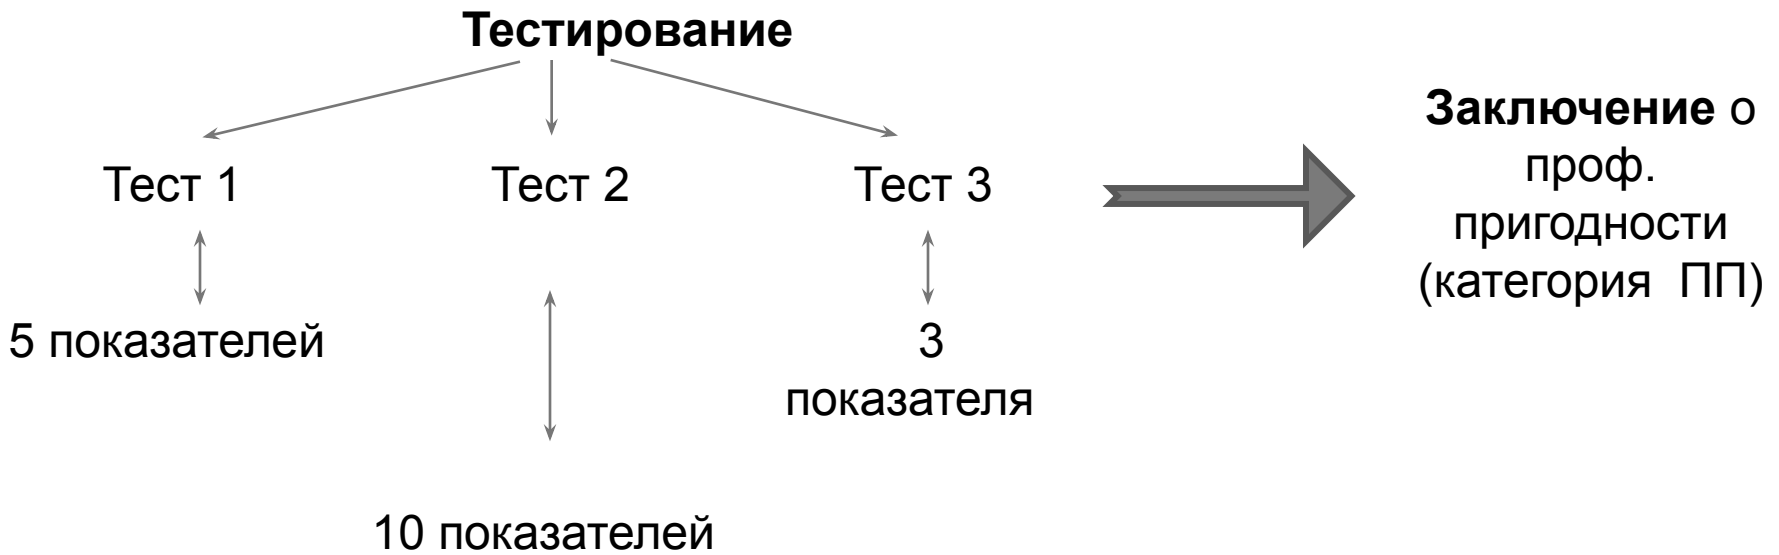 Тестирование
Тест 1
Тест 2
Тест 3
5 показателей
10 показателей
3
показателя
Заключение о
проф.
пригодности
(категория ПП)